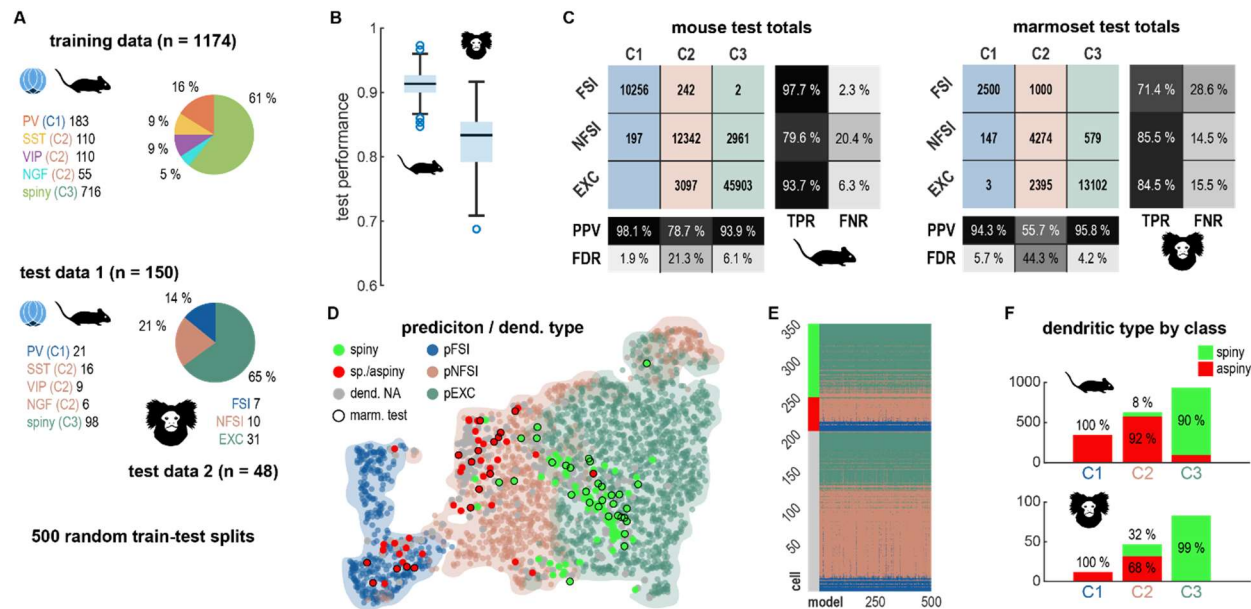 A
training data (n = 1174)
PV (C1) 183
SST (C2) 110
VIP (C2) 110
NGF (C2) 55
spiny (C3) 716
16 %
9 %
9 %
5 %
61 %
test data 1 (n = 150)
PV (C1) 21
SST (C2) 16
VIP (C2) 9
NGF (C2) 6
spiny (C3) 98
14 %
21 %
65 %
FSI 7
NFSI 10
EXC 31
test data 2 (n = 48)
500 random train-test splits
B
test performance
1
0.9
0.8
0.7
0.6
C
mouse test totals
C1 C2 C3
FSI 10256 242 2 97.7 % 2.3 %
NFSI 197 12342 2961 79.6 % 20.4 %
EXC 3097 45903 93.7 % 6.3 %
TPR FNR
PPV 98.1 % 78.7 % 93.9 %
FDR 1.9 % 21.3 % 6.1 %
marmoset test totals
C1 C2 C3
FSI 2500 1000 71.4 % 28.6 %
NFSI 147 4274 579 85.5 % 14.5 %
EXC 3 2395 13102 84.5 % 15.5 %
TPR FNR
PPV 94.3 % 55.7 % 95.8 %
FDR 5.7 % 44.3 % 4.2 %
D
prediciton / dend. type
spiny pFSI
sp./aspiny pNFSI
dend. NA pEXC
marm. test
E
350
300
250
200
150
100
50
cell
model 250 500
F
dendritic type by class
spiny
aspiny
1000
500
0
100 %
8 %
92 %
90 %
C1 C2 C3
100
50
0
100 %
32 %
68 %
99 %
C1 C2 C3